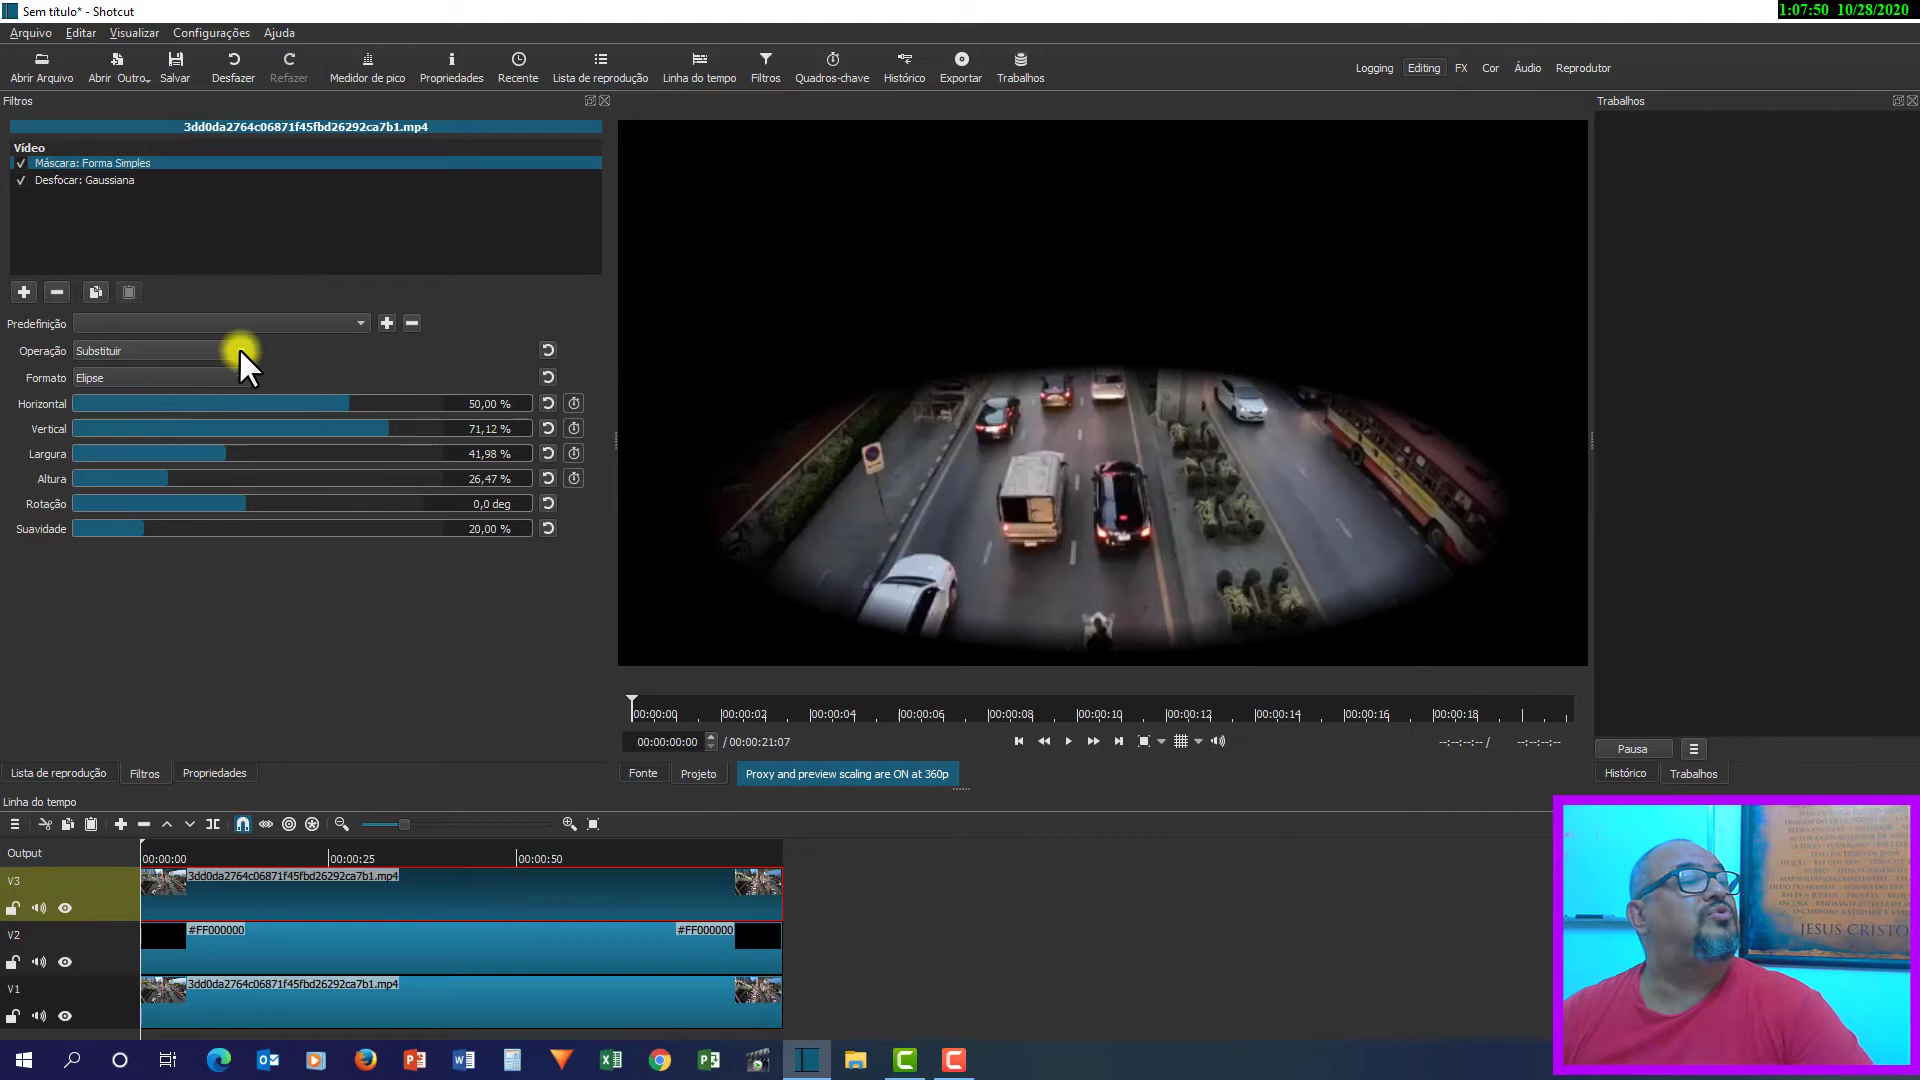 Sem título* - Shotcut
1:07:50 10/28/2020
Arquivo Editar Visualizar Configurações Ajuda
Abrir Arquivo Abrir Outro Salvar Desfazer Refazer Medidor de pico Propriedades Recente Lista de reprodução Linha do tempo Filtros Quadros-chave Histórico Exportar Trabalhos Logging Editing FX Cor Áudio Reprodutor
Filtros
Trabalhos
3dd0da2764c06871f45fbd26292ca7b1.mp4
Vídeo
Máscara: Forma Simples
Desfocar: Gaussiana
Predefinição
Operação Substituir
Formato Elipse
Horizontal 50,00 %
Vertical 71,12 %
Largura 41,98 %
Altura 26,47 %
Rotação 0,0 deg
Suavidade 20,00 %
00:00:00 00:00:02 00:00:04 00:00:06 00:00:08 00:00:10 00:00:12 00:00:14 00:00:16 00:00:18
00:00:00:00 / 00:00:21:07 --:--:--:-- / --:--:--:--
Pausa
Lista de reprodução Filtros Propriedades Fonte Projeto Proxy and preview scaling are ON at 360p Histórico Trabalhos
Linha do tempo
Output 00:00:00 00:00:25 00:00:50
V3 3dd0da2764c06871f45fbd26292ca7b1.mp4
V2 #FF000000 #FF000000
V1 3dd0da2764c06871f45fbd26292ca7b1.mp4
JESUS CRISTO